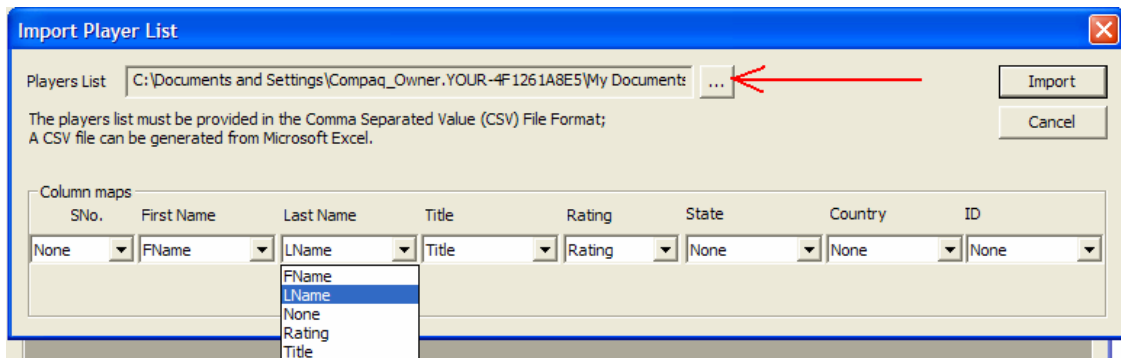 Import Player List
Players List C:\Documents and Settings\Compaq_Owner.YOUR-4F1261A8E5\My Documents ... Import
The players list must be provided in the Comma Separated Value (CSV) File Format; Cancel
A CSV file can be generated from Microsoft Excel.
Column maps
SNo. First Name Last Name Title Rating State Country ID
None FName LName Title Rating None None None
FName
LName
None
Rating
Title